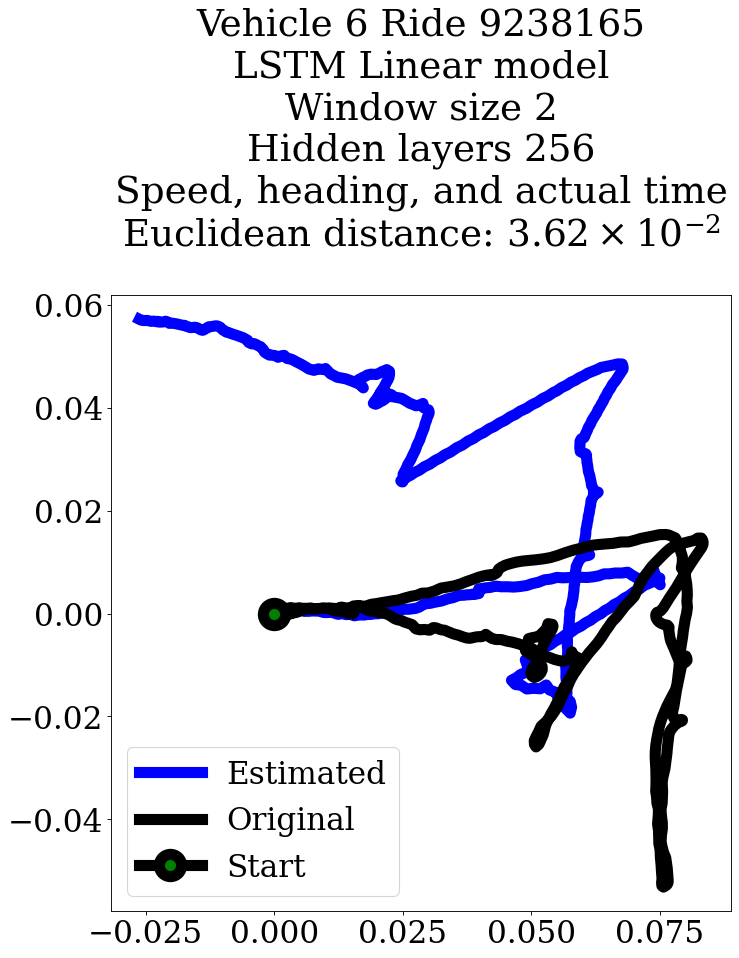 Vehicle 6 Ride 9238165
LSTM Linear model
Window size 2
Hidden layers 256
Speed, heading, and actual time
Euclidean distance: 3.62 × 10⁻²
0.06
0.04
0.02
0.00
−0.02
−0.04
Estimated
Original
Start
−0.025 0.000 0.025 0.050 0.075